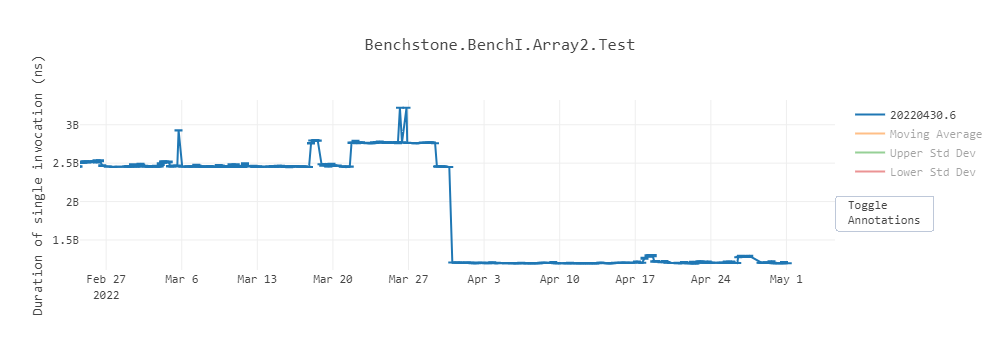 Benchstone.BenchI.Array2.Test
Duration of single invocation (ns)
3B
2.5B
2B
1.5B
Feb 27
2022
Mar 6
Mar 13
Mar 20
Mar 27
Apr 3
Apr 10
Apr 17
Apr 24
May 1
20220430.6
Moving Average
Upper Std Dev
Lower Std Dev
Toggle
Annotations